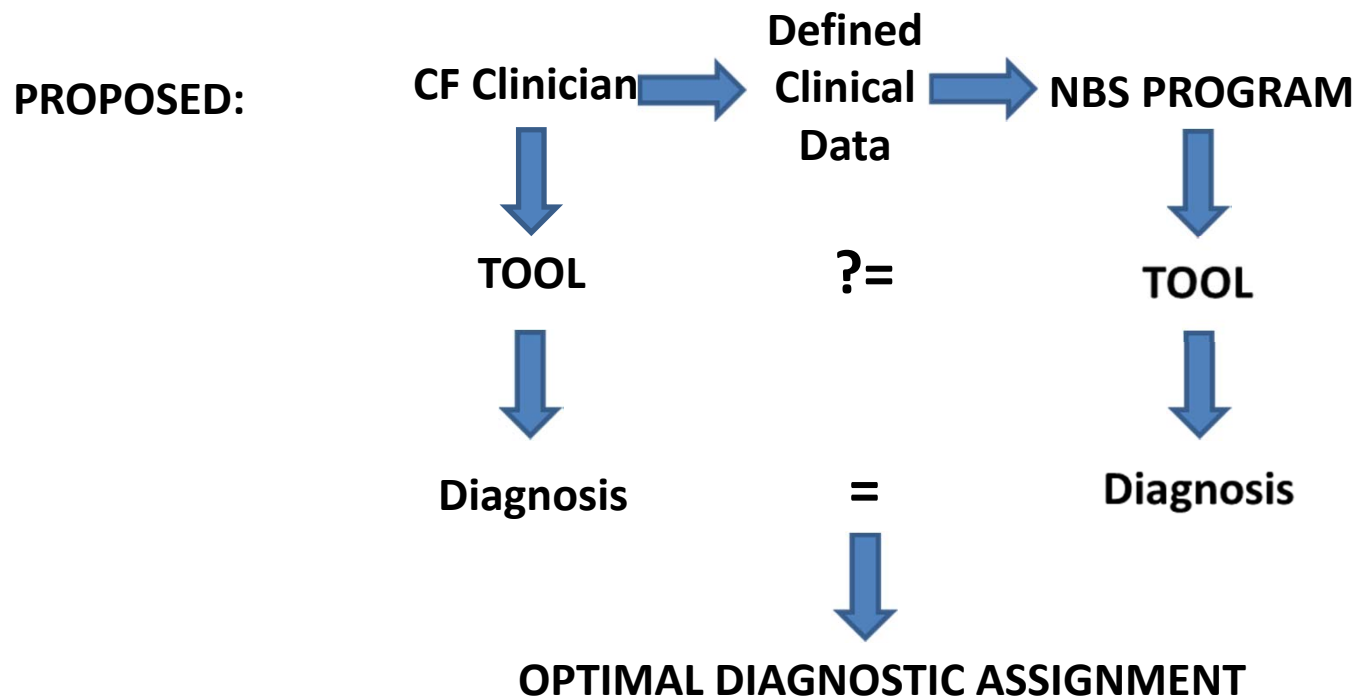 PROPOSED:
CF Clinician
Defined
Clinical
Data
NBS PROGRAM
TOOL
?=
TOOL
Diagnosis
=
Diagnosis
OPTIMAL DIAGNOSTIC ASSIGNMENT